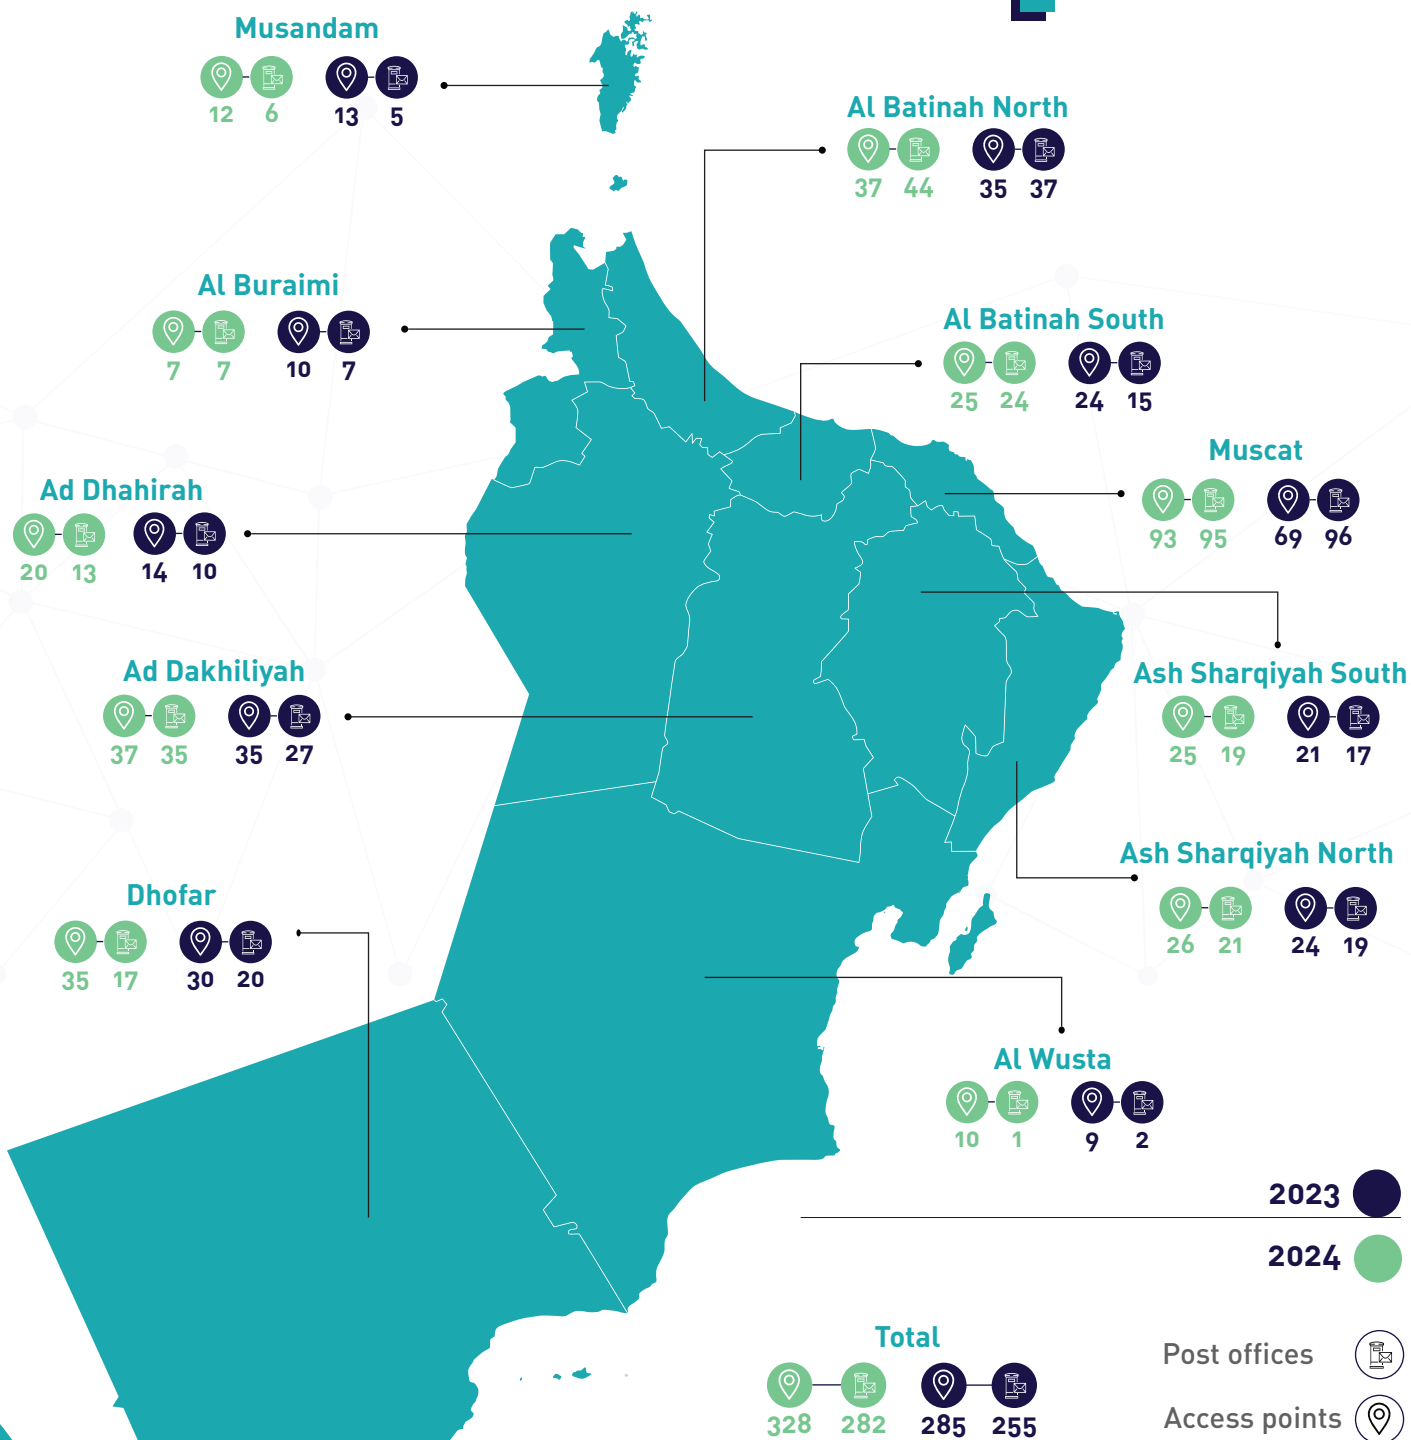 Musandam
12 6 13 5
Al Batinah North
37 44 35 37
Al Buraimi
7 7 10 7
Al Batinah South
25 24 24 15
Muscat
93 95 69 96
Ad Dhahirah
20 13 14 10
Ash Sharqiyah South
25 19 21 17
Ad Dakhiliyah
37 35 35 27
Ash Sharqiyah North
26 21 24 19
Dhofar
35 17 30 20
Al Wusta
10 1 9 2
2023
2024
Total
328 282 285 255
Post offices
Access points